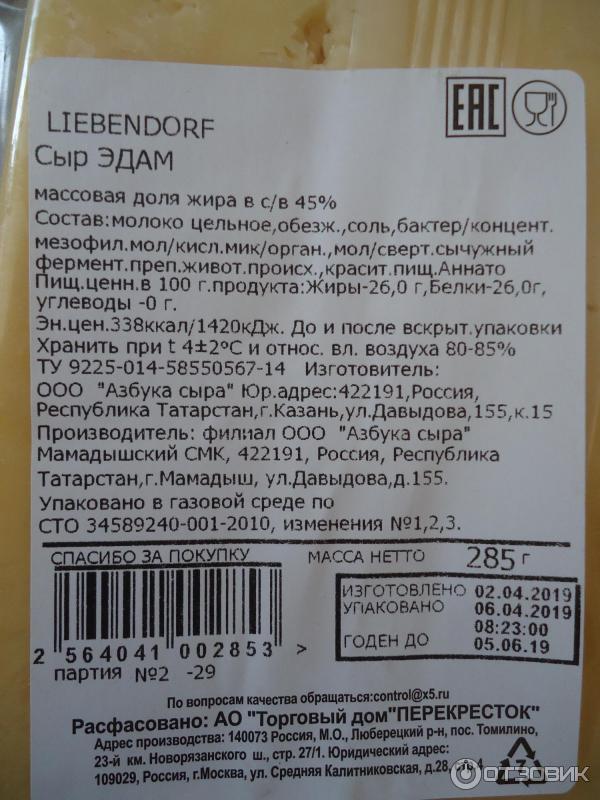 EAC
LIEBENDORF
Сыр ЭДАМ
массовая доля жира в с/в 45%
Состав:молоко цельное,обезж.,соль,бактер/концент.
мезофил.мол/кисл.мик/орган.,мол/сверт.сычужный
фермент.преп.живот.происх.,красит.пищ.Аннато
Пищ.ценн.в 100 г.продукта:Жиры-26,0 г,Белки-26,0г,
углеводы -0 г.
Эн.цен.338ккал/1420кДж. До и после вскрыт.упаковки
Хранить при t 4±2°C и относ. вл. воздуха 80-85%
ТУ 9225-014-58550567-14 Изготовитель:
ООО "Азбука сыра" Юр.адрес:422191,Россия,
Республика Татарстан,г.Казань,ул.Давыдова,155,к.15
Производитель: филиал ООО "Азбука сыра"
Мамадышский СМК, 422191, Россия, Республика
Татарстан,г.Мамадыш, ул.Давыдова,д.155.
Упаковано в газовой среде по
СТО 34589240-001-2010, изменения №1,2,3.
СПАСИБО ЗА ПОКУПКУ МАССА НЕТТО 285 г
ИЗГОТОВЛЕНО 02.04.2019
УПАКОВАНО 06.04.2019
08:23:00
ГОДЕН ДО 05.06.19
2 564041 002853 >
партия №2 -29
По вопросам качества обращаться:control@x5.ru
Расфасовано: АО "Торговый дом"ПЕРЕКРЕСТОК"
Адрес производства: 140073 Россия, М.О., Люберецкий р-н, пос. Томилино,
23-й км. Новорязанского ш., стр. 27/1. Юридический адрес:
109029, Россия, г.Москва, ул. Средняя Калитниковская, д.28, стр.4
7
ОТЗОВИК